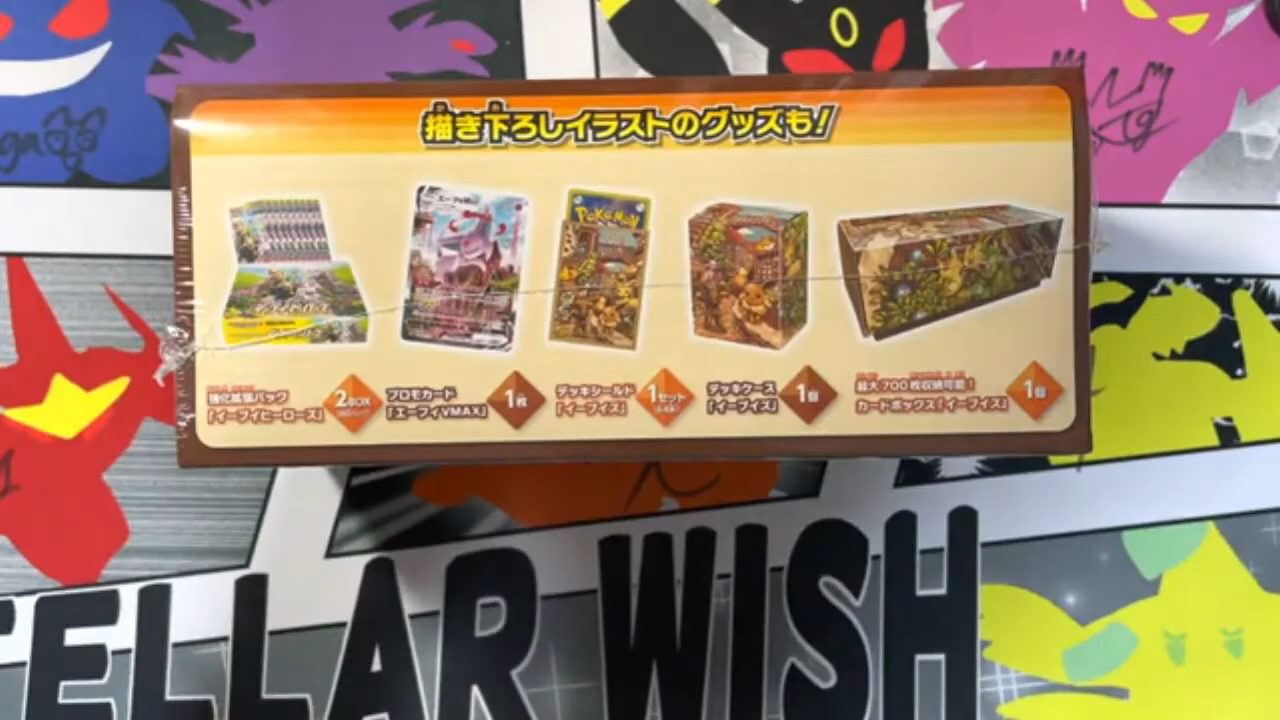 描き下ろしイラストのグッズも!
POKÉMON
強化拡張パック
『イーブイヒーローズ』
2BOX
プロモカード
『エーフィVMAX』
1枚
デッキシールド
『イーブイズ』
1セット
デッキケース
『イーブイズ』
1個
最大700枚収納可能!
カードボックス『イーブイズ』
1個
ELLAR WISH